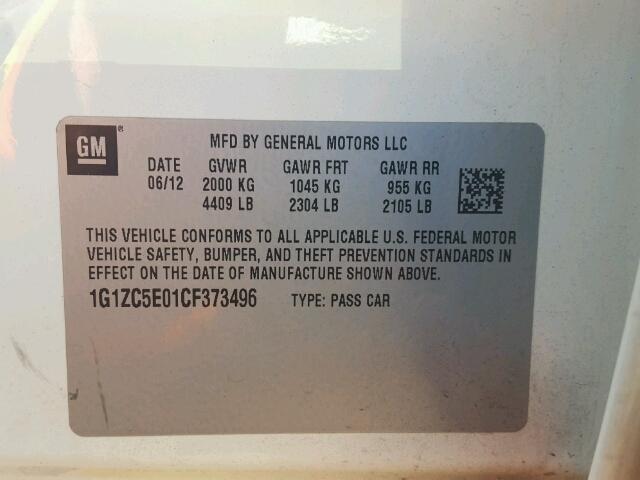 GM ®
MFD BY GENERAL MOTORS LLC
DATE GVWR GAWR FRT GAWR RR
06/12 2000 KG 1045 KG 955 KG
4409 LB 2304 LB 2105 LB
THIS VEHICLE CONFORMS TO ALL APPLICABLE U.S. FEDERAL MOTOR
VEHICLE SAFETY, BUMPER, AND THEFT PREVENTION STANDARDS IN
EFFECT ON THE DATE OF MANUFACTURE SHOWN ABOVE.
1G1ZC5E01CF373496 TYPE: PASS CAR